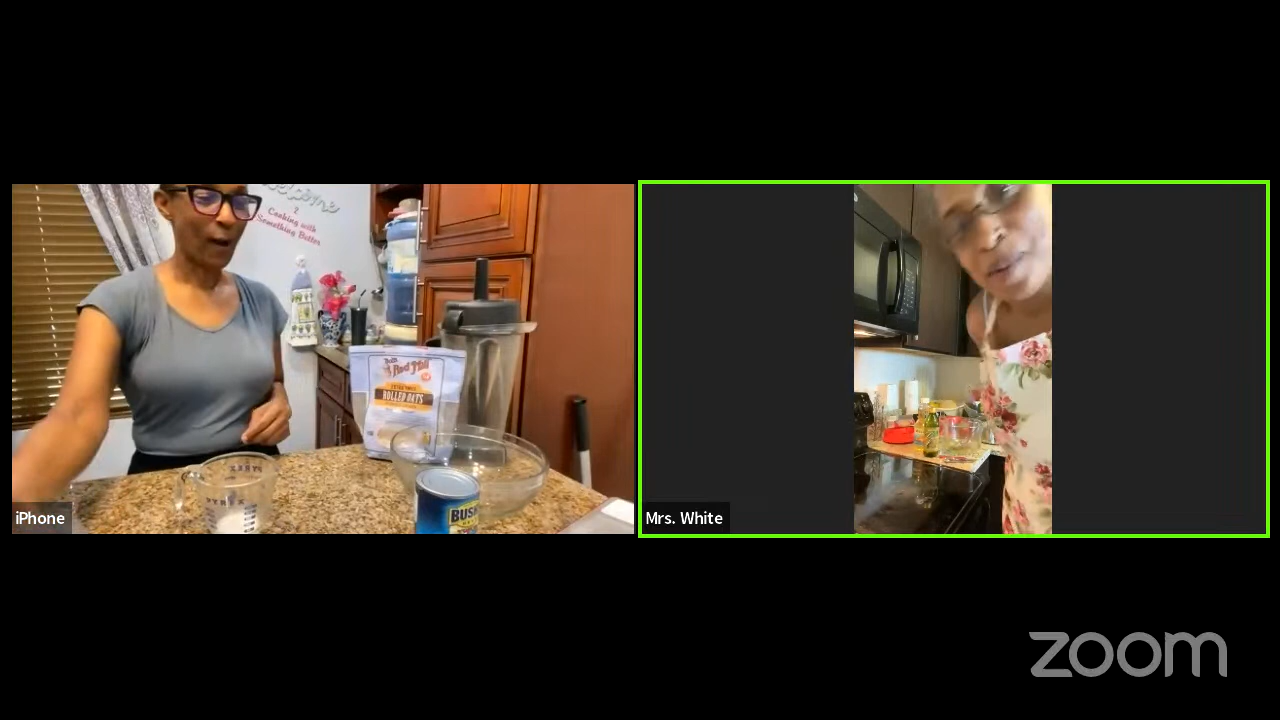 Welcome
2
Cooking with
Something Better
Bob's
Red Mill
ROLLED OATS
PYREX
BUSH
iPhone
Mrs. White
zoom